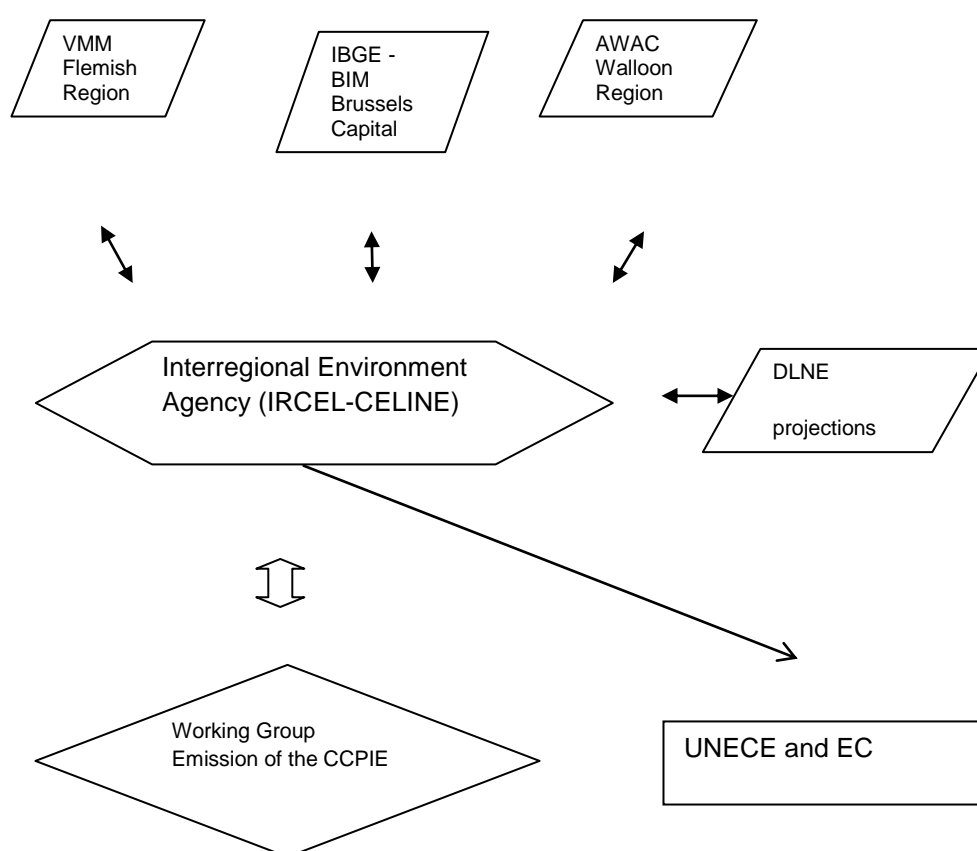 VMM
Flemish
Region
IBGE -
BIM
Brussels
Capital
AWAC
Walloon
Region
Interregional Environment
Agency (IRCEL-CELINE)
DLNE
projections
Working Group
Emission of the CCPIE
UNECE and EC